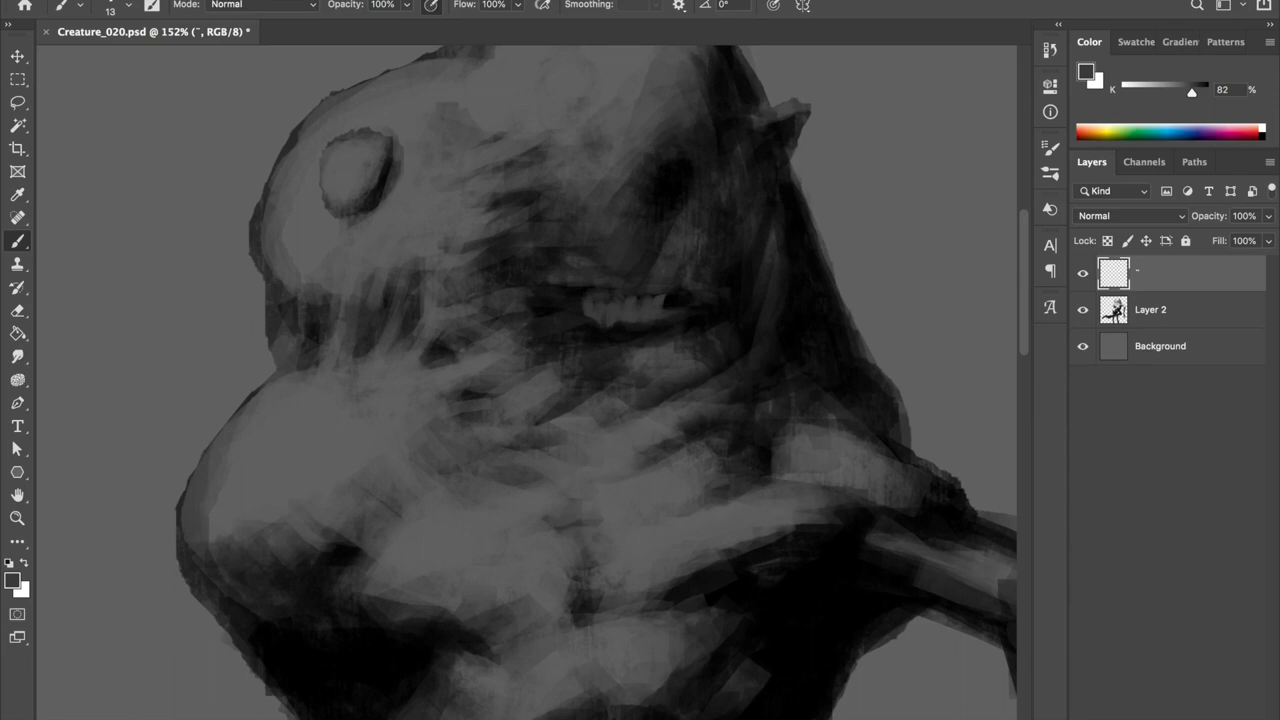 13 Mode: Normal Opacity: 100% Flow: 100% Smoothing: 0°
× Creature_020.psd @ 152% (¨, RGB/8) *
Color Swatche Gradien Patterns
K 82 %
Layers Channels Paths
Kind
Normal Opacity: 100%
Lock: Fill: 100%
¨
Layer 2
Background